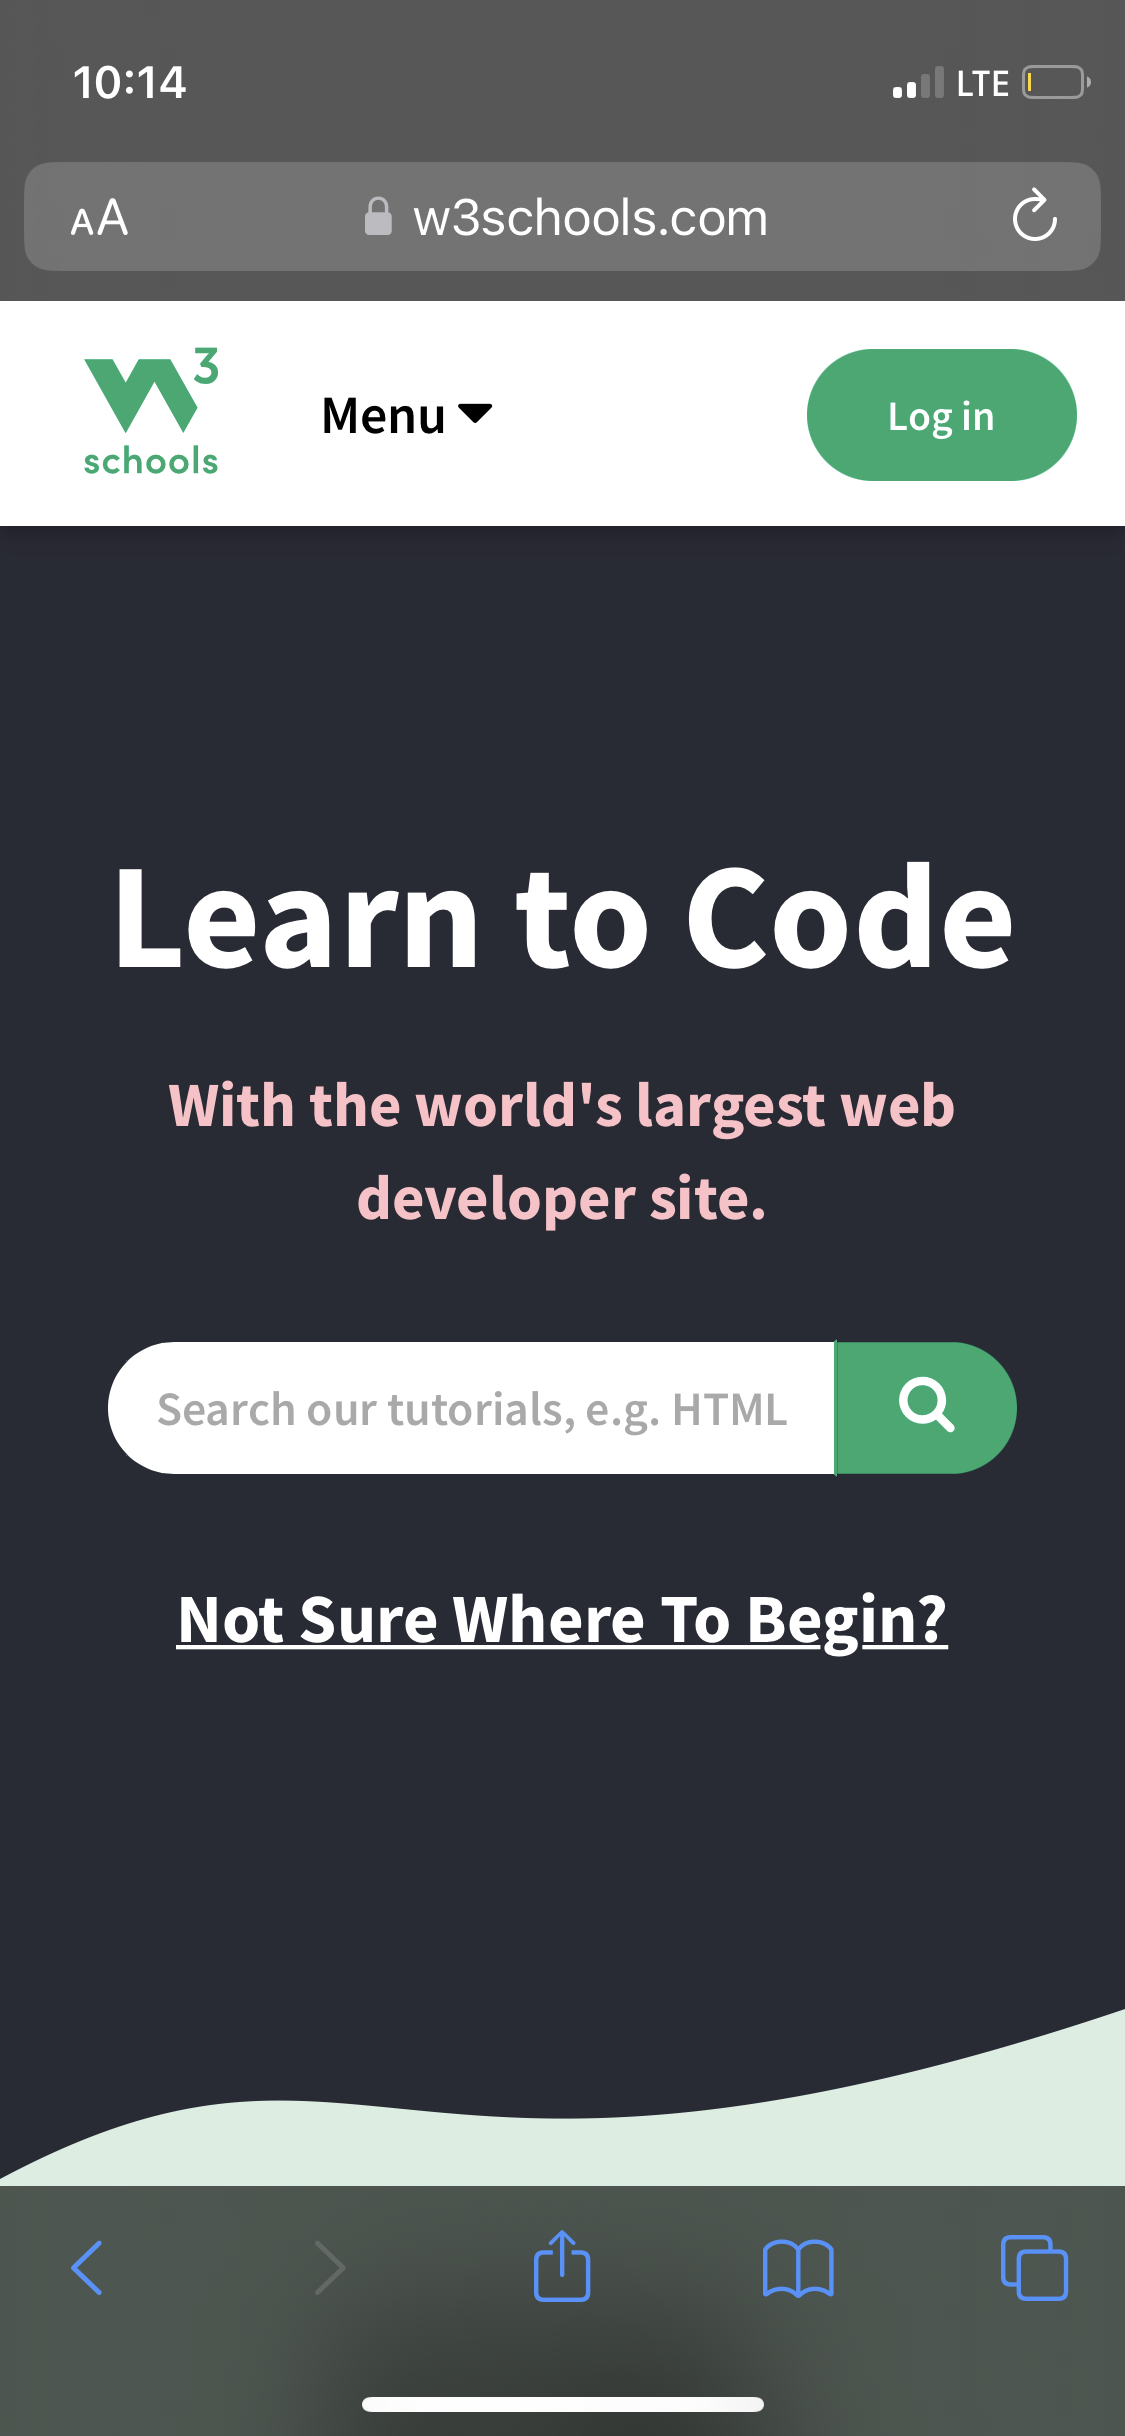 10:14
LTE
AA
w3schools.com
W3
schools
Menu
Log in
Learn to Code
With the world's largest web
developer site.
Search our tutorials, e.g. HTML
Not Sure Where To Begin?